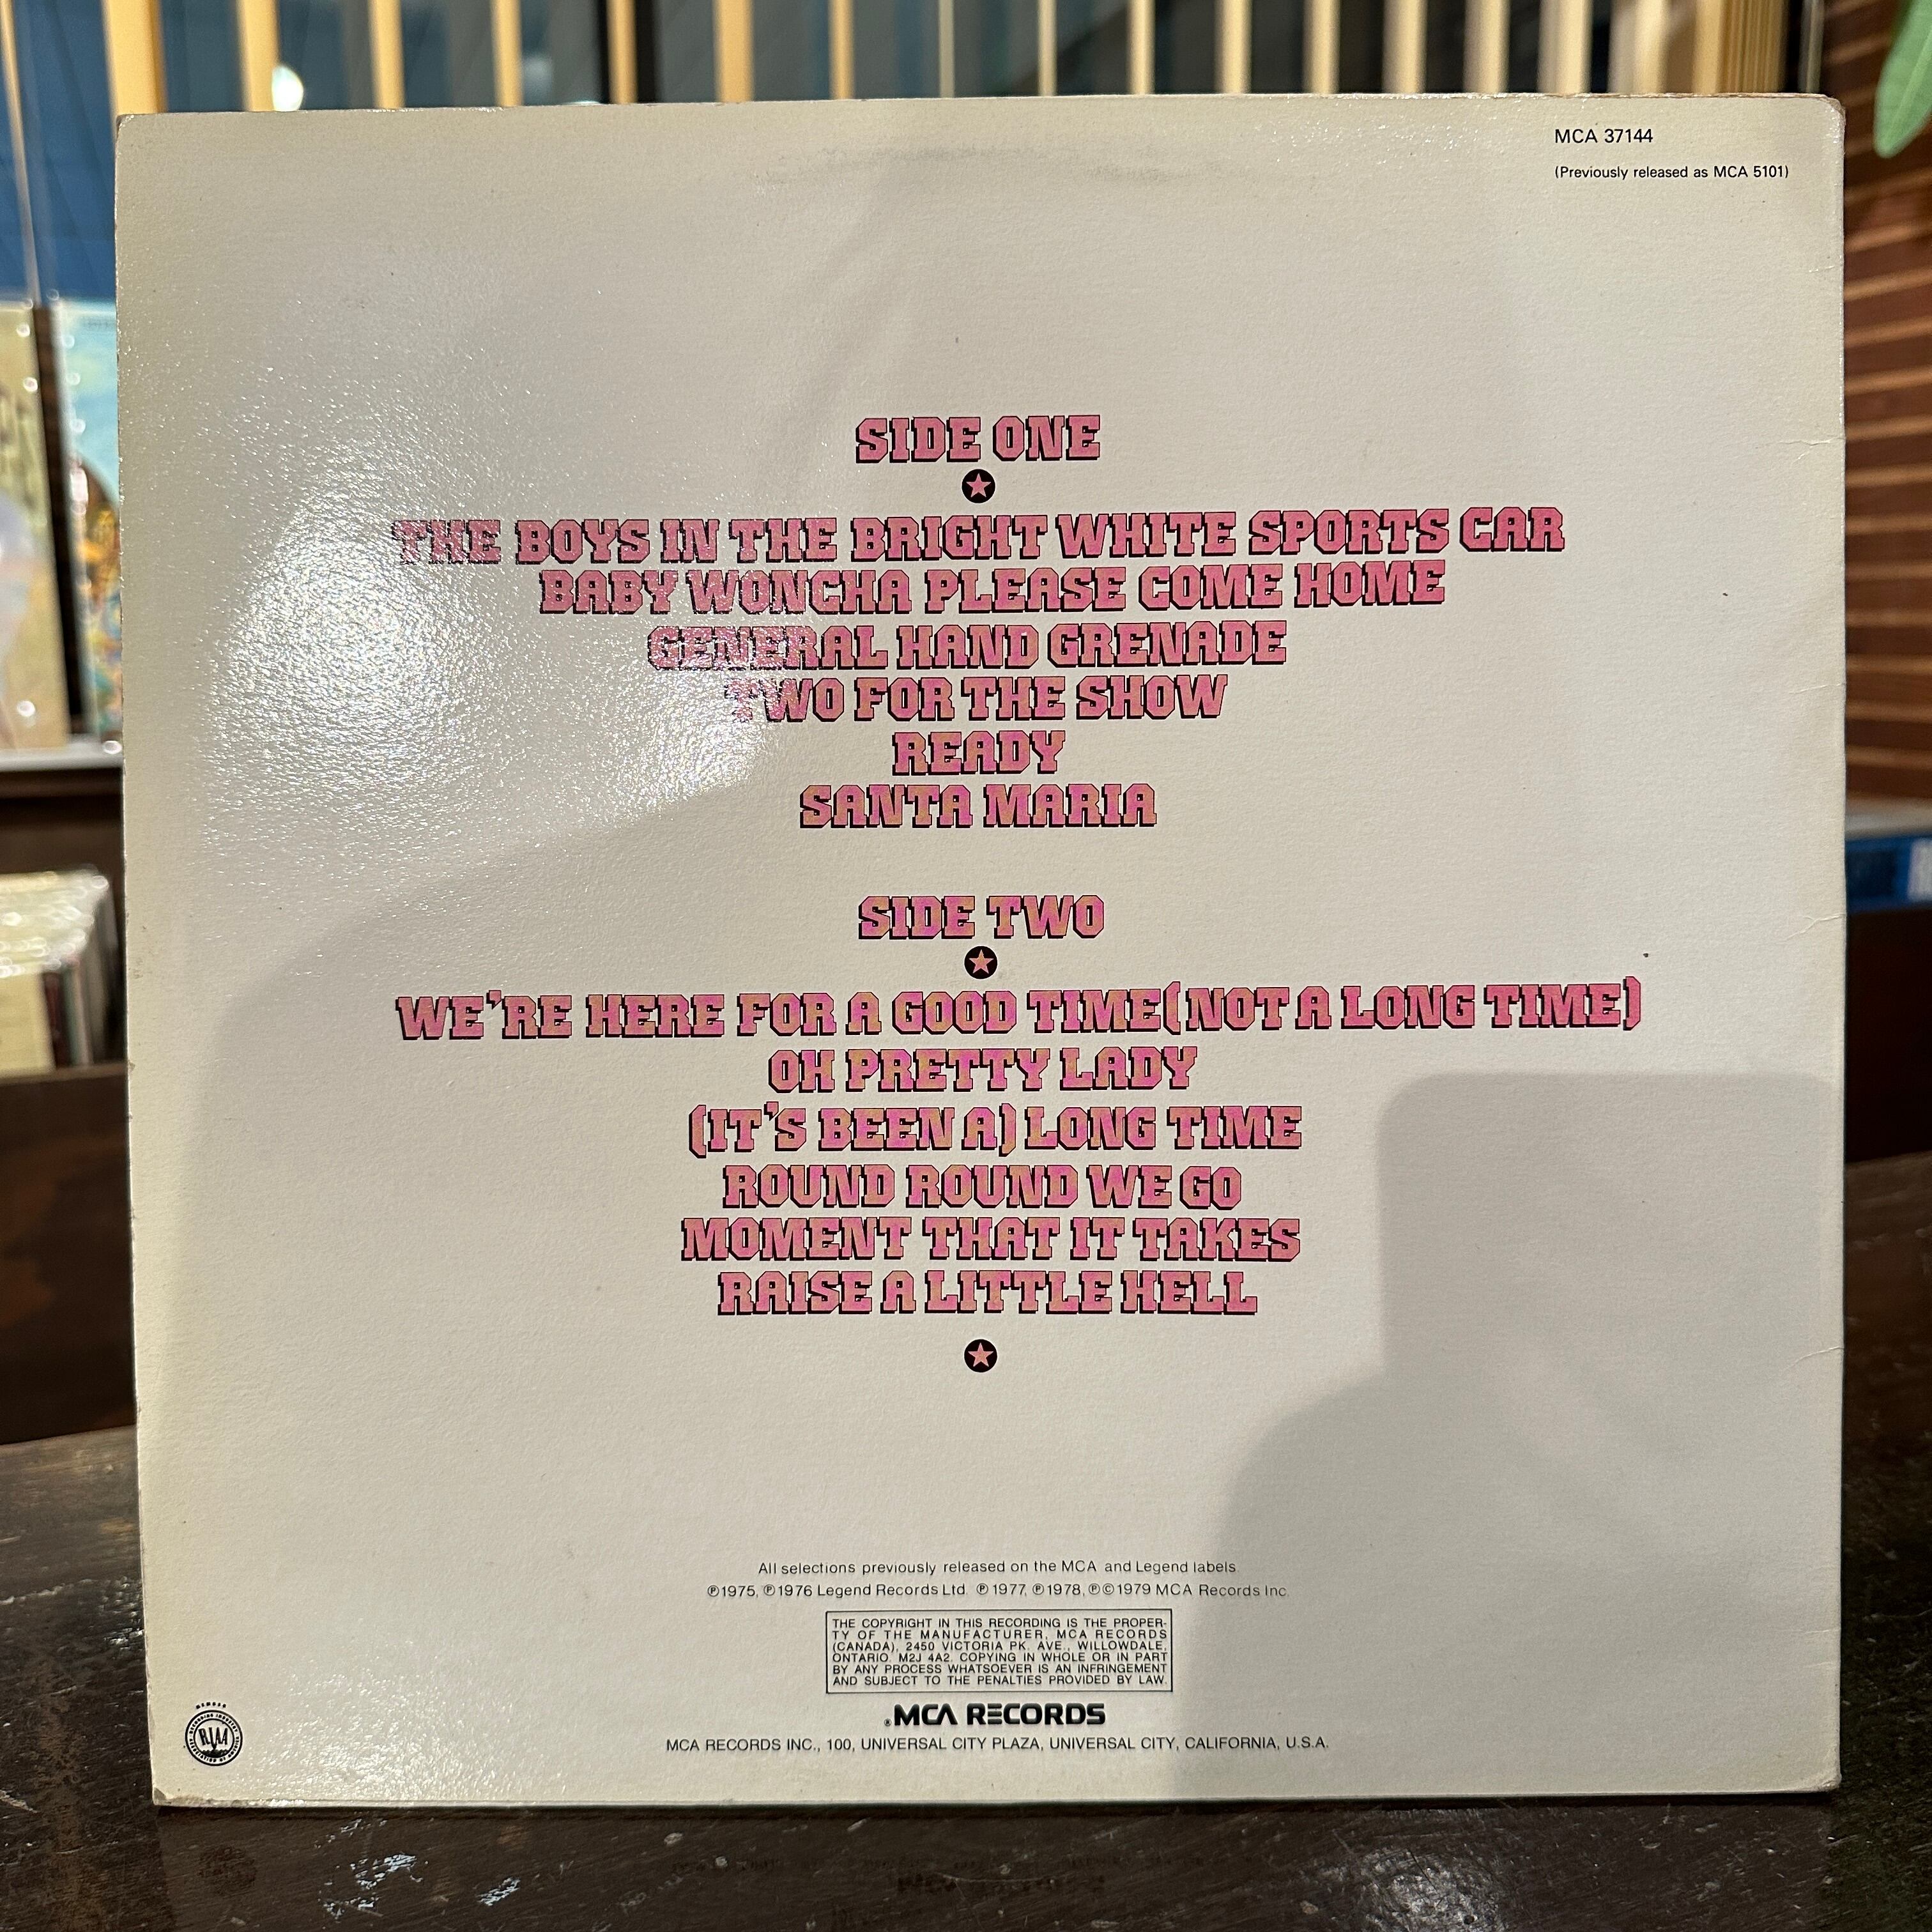 MCA 37144
(Previously released as MCA 5101)
SIDE ONE
THE BOYS IN THE BRIGHT WHITE SPORTS CAR
BABY WONCHA PLEASE COME HOME
GENERAL HAND GRENADE
TWO FOR THE SHOW
READY
SANTA MARIA
SIDE TWO
WE'RE HERE FOR A GOOD TIME (NOT A LONG TIME)
OH PRETTY LADY
(IT'S BEEN A) LONG TIME
ROUND ROUND WE GO
MOMENT THAT IT TAKES
RAISE A LITTLE HELL
All selections previously released on the MCA and Legend labels
℗1975, ℗1976 Legend Records Ltd. ℗1977, ℗1978, ℗©1979 MCA Records Inc.
THE COPYRIGHT IN THIS RECORDING IS THE PROPER-
TY OF THE MANUFACTURER, MCA RECORDS
(CANADA), 2450 VICTORIA PK. AVE., WILLOWDALE,
ONTARIO. M2J 4A2. COPYING IN WHOLE OR IN PART
BY ANY PROCESS WHATSOEVER IS AN INFRINGEMENT
AND SUBJECT TO THE PENALTIES PROVIDED BY LAW.
MCA RECORDS
MCA RECORDS INC., 100, UNIVERSAL CITY PLAZA, UNIVERSAL CITY, CALIFORNIA, U.S.A.
MEMBER
RIAA